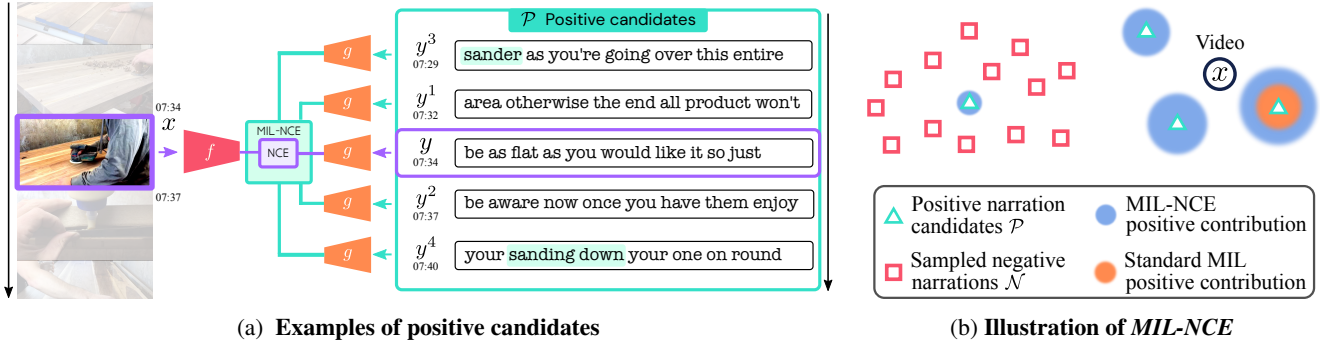 𝒫 Positive candidates
y³
07:29
g
sander as you're going over this entire
y¹
07:32
g
area otherwise the end all product won't
07:34
x
f
MIL-NCE
NCE
g
y
07:34
be as flat as you would like it so just
07:37
g
y²
07:37
be aware now once you have them enjoy
g
y⁴
07:40
your sanding down your one on round
(a) Examples of positive candidates
Video
x
Positive narration
candidates 𝒫
MIL-NCE
positive contribution
Sampled negative
narrations 𝒩
Standard MIL
positive contribution
(b) Illustration of MIL-NCE